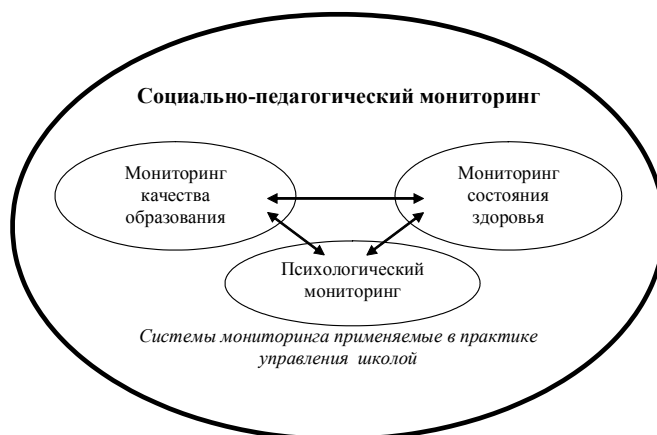 Социально-педагогический мониторинг
Мониторинг
качества
образования
Мониторинг
состояния
здоровья
Психологический
мониторинг
Системы мониторинга применяемые в практике
управления школой